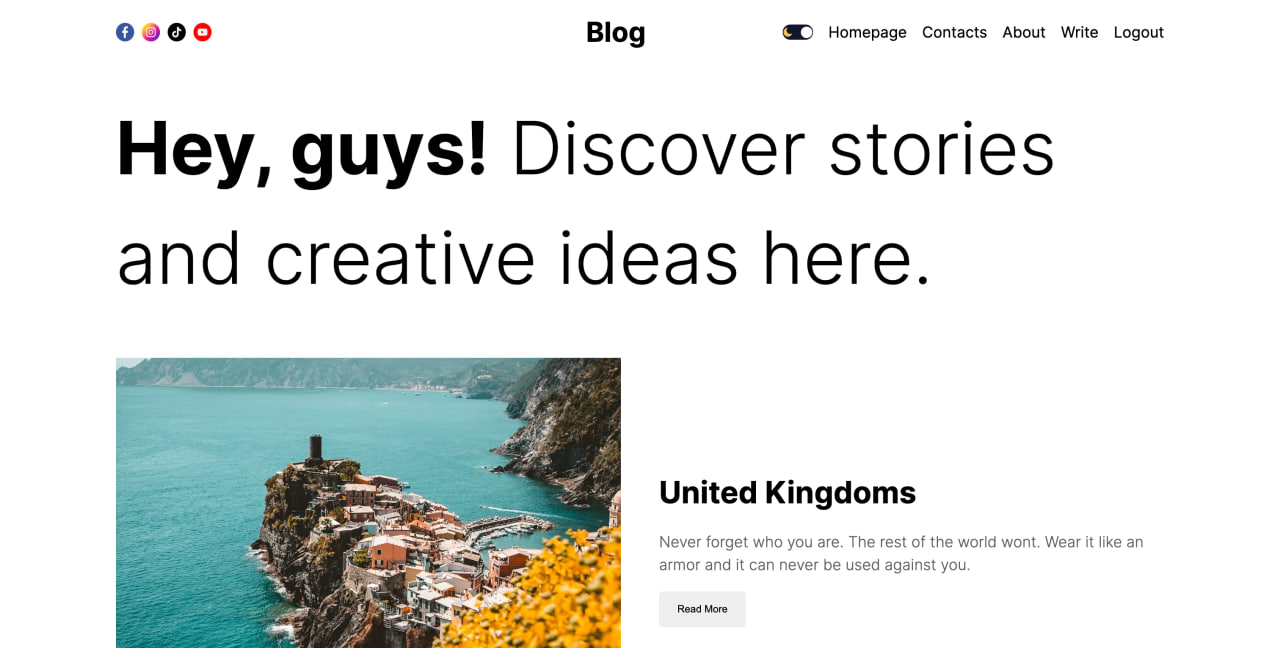 Blog
Homepage Contacts About Write Logout
Hey, guys! Discover stories
and creative ideas here.
United Kingdoms
Never forget who you are. The rest of the world wont. Wear it like an
armor and it can never be used against you.
Read More